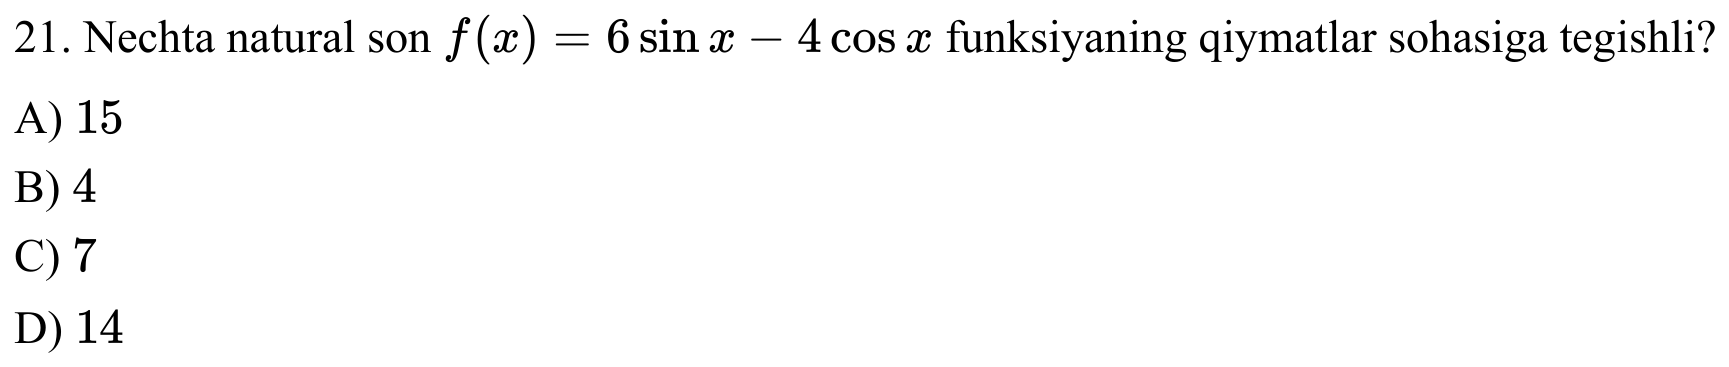 21. Nechta natural son f(x) = 6 sin x − 4 cos x funksiyaning qiymatlar sohasiga tegishli?
A) 15
B) 4
C) 7
D) 14